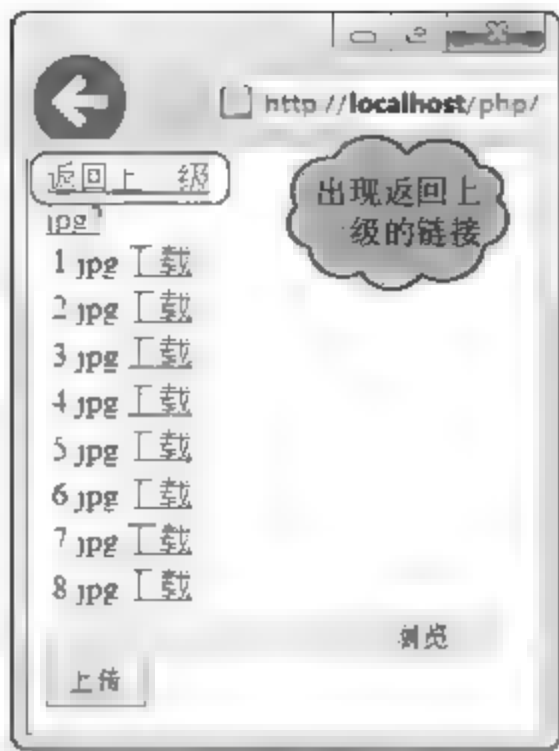 http://localhost/php/
返回上一级
出现返回上
一级的链接
jpg
1.jpg 下载
2.jpg 下载
3.jpg 下载
4.jpg 下载
5.jpg 下载
6.jpg 下载
7.jpg 下载
8.jpg 下载
浏览
上传